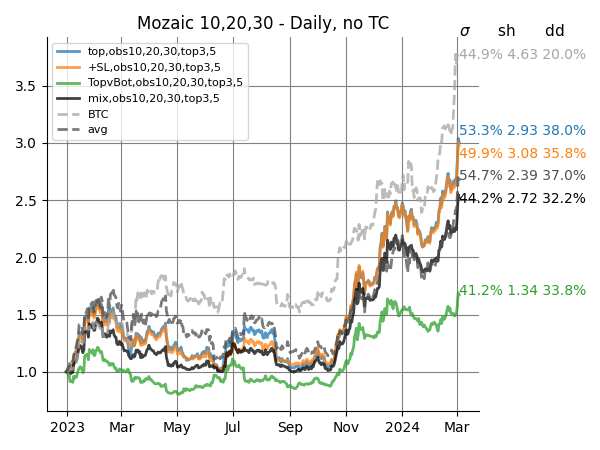 Mozaic 10,20,30 - Daily, no TC
σ sh dd
top,obs10,20,30,top3,5
+SL,obs10,20,30,top3,5
TopvBot,obs10,20,30,top3,5
mix,obs10,20,30,top3,5
BTC
avg
44.9% 4.63 20.0%
53.3% 2.93 38.0%
49.9% 3.08 35.8%
54.7% 2.39 37.0%
44.2% 2.72 32.2%
41.2% 1.34 33.8%
3.5
3.0
2.5
2.0
1.5
1.0
2023 Mar May Jul Sep Nov 2024 Mar